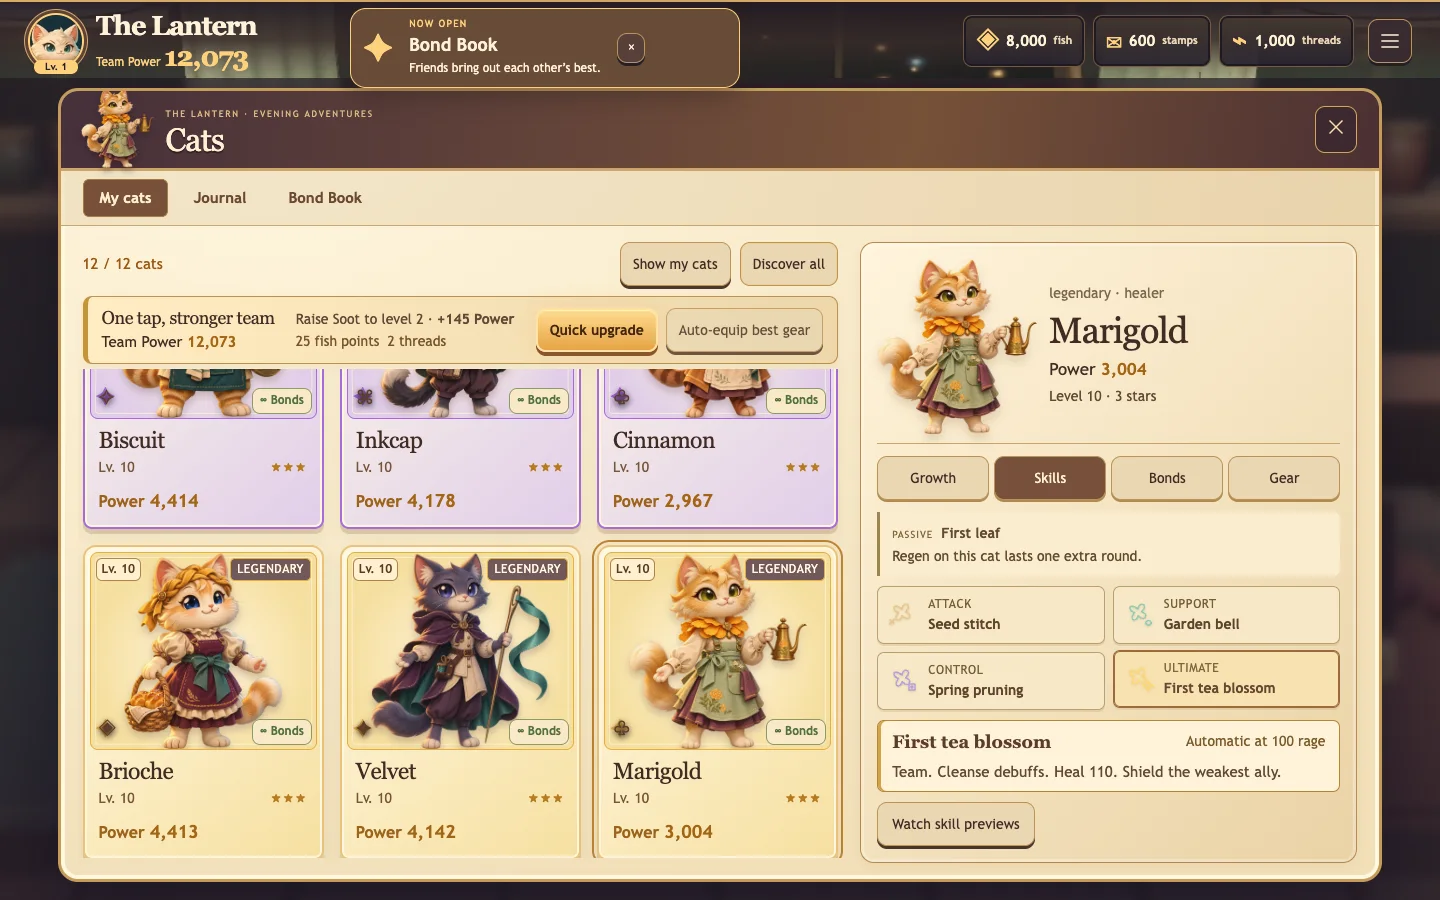 The Lantern
Team Power 12,073
Lv. 1
NOW OPEN
Bond Book
Friends bring out each other's best.
×
8,000 fish
600 stamps
1,000 threads
THE LANTERN · EVENING ADVENTURES
Cats
My cats
Journal
Bond Book
12 / 12 cats
Show my cats
Discover all
One tap, stronger team
Team Power 12,073
Raise Soot to level 2 · +145 Power
25 fish points 2 threads
Quick upgrade
Auto-equip best gear
∞ Bonds
Biscuit
Lv. 10
★★★
Power 4,414
∞ Bonds
Inkcap
Lv. 10
★★★
Power 4,178
∞ Bonds
Cinnamon
Lv. 10
★★★
Power 2,967
Lv. 10
LEGENDARY
∞ Bonds
Brioche
Lv. 10
★★★
Power 4,413
Lv. 10
LEGENDARY
∞ Bonds
Velvet
Lv. 10
★★★
Power 4,142
Lv. 10
LEGENDARY
∞ Bonds
Marigold
Lv. 10
★★★
Power 3,004
legendary · healer
Marigold
Power 3,004
Level 10 · 3 stars
Growth
Skills
Bonds
Gear
PASSIVE First leaf
Regen on this cat lasts one extra round.
ATTACK
Seed stitch
SUPPORT
Garden bell
CONTROL
Spring pruning
ULTIMATE
First tea blossom
First tea blossom
Automatic at 100 rage
Team. Cleanse debuffs. Heal 110. Shield the weakest ally.
Watch skill previews